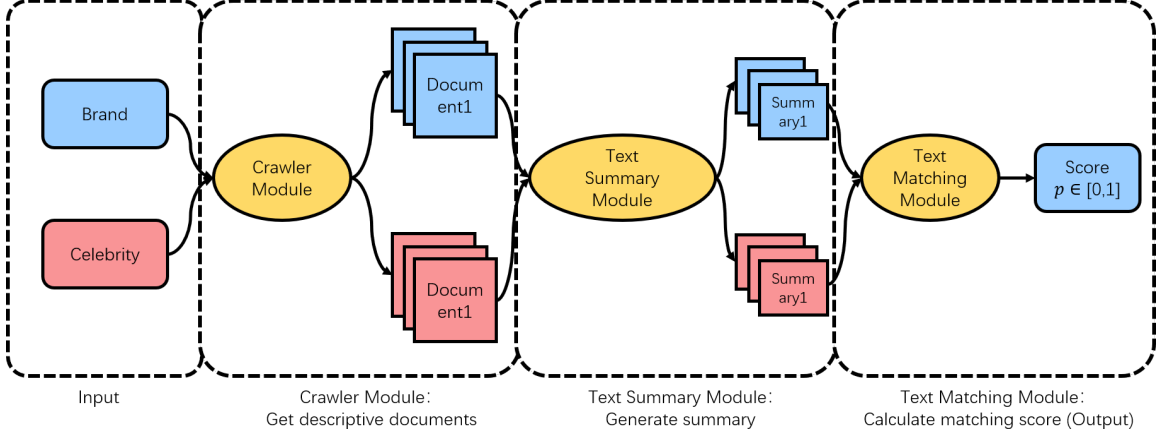 Brand
Celebrity
Crawler
Module
Docum
ent1
Docum
ent1
Text
Summary
Module
Summ
ary1
Summ
ary1
Text
Matching
Module
Score
p ∈ [0,1]
Input
Crawler Module:
Get descriptive documents
Text Summary Module:
Generate summary
Text Matching Module:
Calculate matching score (Output)